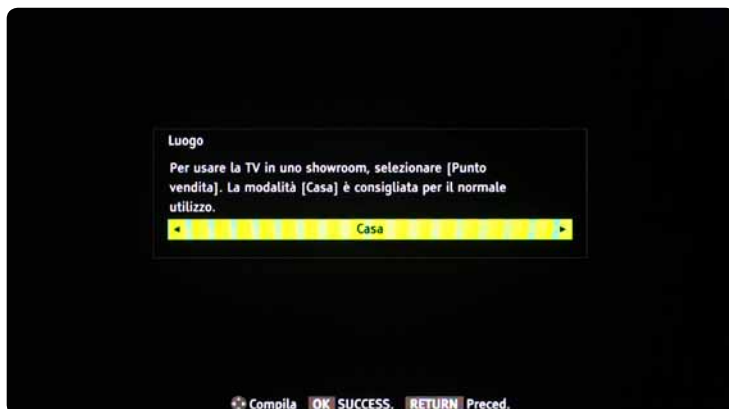 Luogo
Per usare la TV in uno showroom, selezionare [Punto
vendita]. La modalità [Casa] è consigliata per il normale
utilizzo.
Casa
Compila OK SUCCESS. RETURN Preced.